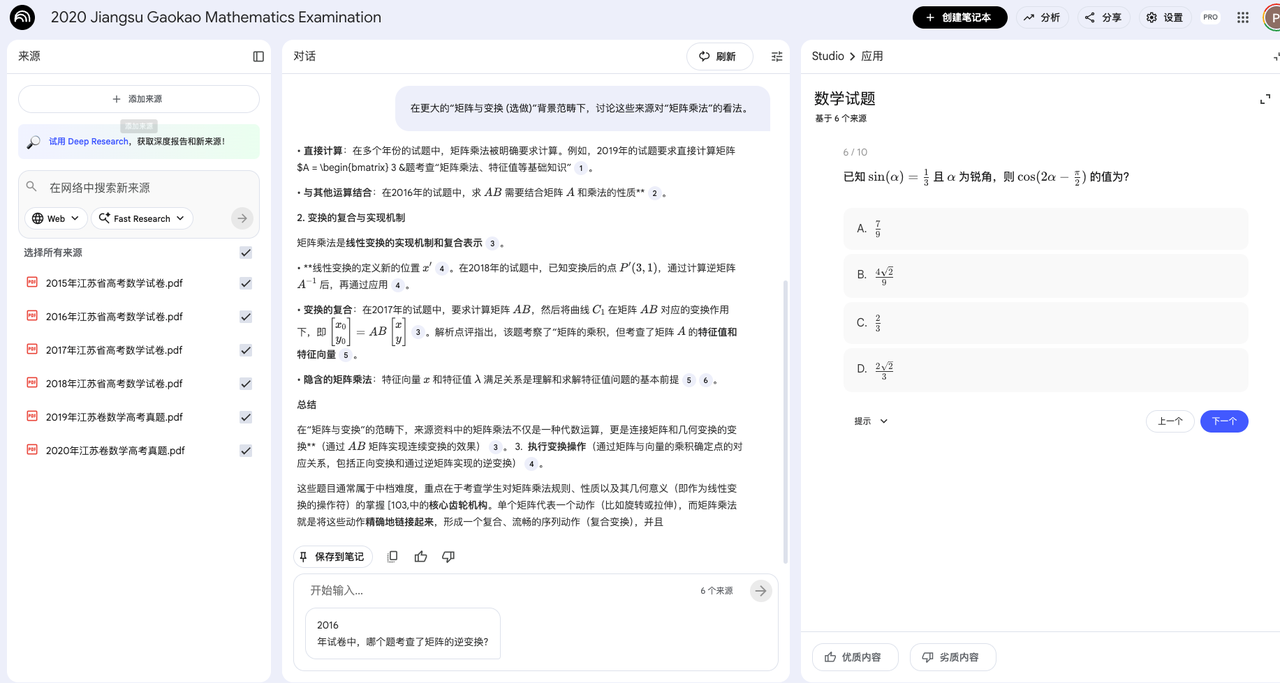 2020 Jiangsu Gaokao Mathematics Examination
+ 创建笔记本
分析
分享
设置
PRO
P
来源
+ 添加来源
添加来源
试用 Deep Research，获取深度报告和新来源！
在网络中搜索新来源
Web
Fast Research
选择所有来源
PDF 2015年江苏省高考数学试卷.pdf
PDF 2016年江苏省高考数学试卷.pdf
PDF 2017年江苏省高考数学试卷.pdf
PDF 2018年江苏省高考数学试卷.pdf
PDF 2019年江苏卷数学高考真题.pdf
PDF 2020年江苏卷数学高考真题.pdf
对话
刷新
在更大的“矩阵与变换 (选做)”背景范畴下，讨论这些来源对“矩阵乘法”的看法。
• 直接计算：在多个年份的试题中，矩阵乘法被明确要求计算。例如，2019年的试题要求直接计算矩阵
$A = \begin{bmatrix} 3 &题考查“矩阵乘法、特征值等基础知识” 1 。
• 与其他运算结合：在2016年的试题中，求 AB 需要结合矩阵 A 和乘法的性质** 2 。
2. 变换的复合与实现机制
矩阵乘法是线性变换的实现机制和复合表示 3 。
• **线性变换的定义新的位置 x′ 4 。在2018年的试题中，已知变换后的点 P′(3, 1)，通过计算逆矩阵
A⁻¹ 后，再通过应用 4 。
• 变换的复合：在2017年的试题中，要求计算矩阵 AB，然后将曲线 C₁ 在矩阵 AB 对应的变换作用
下，即 [x₀ y₀] = AB [x y] 3 。解析点评指出，该题考察了“矩阵的乘积，但考查了矩阵 A 的特征值和
特征向量 5 。
• 隐含的矩阵乘法：特征向量 x 和特征值 λ 满足关系是理解和求解特征值问题的基本前提 5 6 。
总结
在“矩阵与变换”的范畴下，来源资料中的矩阵乘法不仅仅是一种代数运算，更是连接矩阵和几何变换的变
换**（通过 AB 矩阵实现连续变换的效果） 3 。 3. 执行变换操作（通过矩阵与向量的乘积确定点的对
应关系，包括正向变换和通过逆矩阵实现的逆变换） 4 。
这些题目通常属于中档难度，重点在于考查学生对矩阵乘法规则、性质以及其几何意义（即作为线性变
换的操作符）的掌握 [103,中的核心齿轮机构。单个矩阵代表一个动作（比如旋转或拉伸），而矩阵乘法
就是将这些动作精确地链接起来，形成一个复合、流畅的序列动作（复合变换），并且
保存到笔记
开始输入...
6 个来源
2016
年试卷中，哪个题考查了矩阵的逆变换?
Studio > 应用
数学试题
基于 6 个来源
6 / 10
已知 sin(α) = 1/3 且 α 为锐角，则 cos(2α − π/2) 的值为?
A. 7/9
B. 4√2/9
C. 2/3
D. 2√2/3
提示
上一个
下一个
优质内容
劣质内容